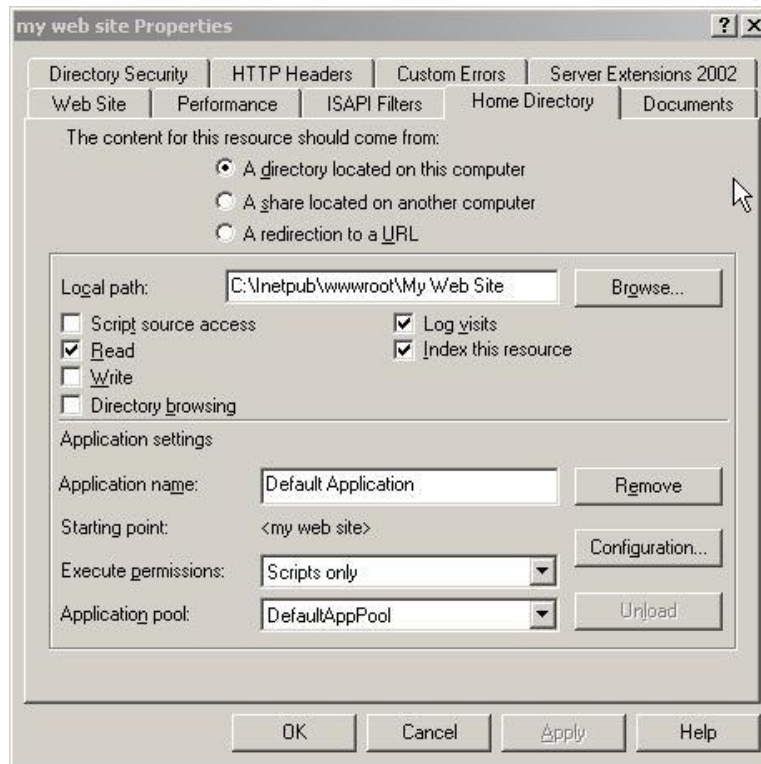 my web site Properties
Directory Security HTTP Headers Custom Errors Server Extensions 2002
Web Site Performance ISAPI Filters Home Directory Documents
The content for this resource should come from:
A directory located on this computer
A share located on another computer
A redirection to a URL
Local path: C:\Inetpub\wwwroot\My Web Site Browse...
Script source access Log visits
Read Index this resource
Write
Directory browsing
Application settings
Application name: Default Application Remove
Starting point: <my web site>
Configuration...
Execute permissions: Scripts only
Application pool: DefaultAppPool Unload
OK Cancel Apply Help